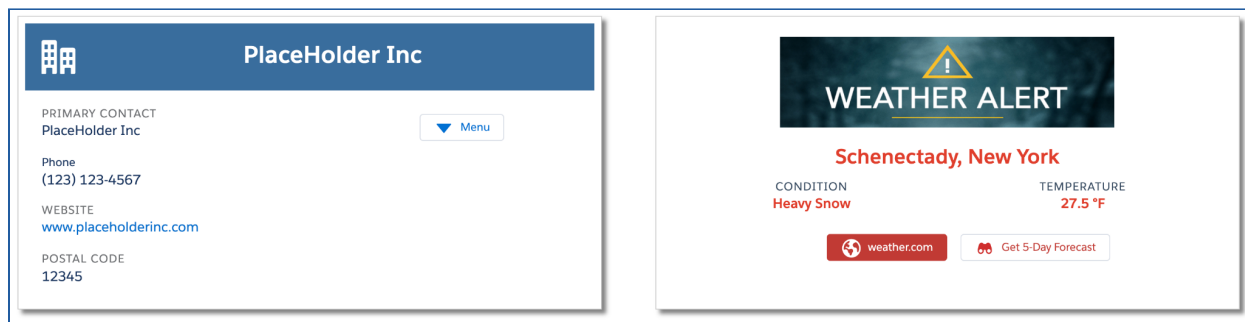 PlaceHolder Inc
PRIMARY CONTACT
PlaceHolder Inc
Menu
Phone
(123) 123-4567
WEBSITE
www.placeholderinc.com
POSTAL CODE
12345
WEATHER ALERT
Schenectady, New York
CONDITION TEMPERATURE
Heavy Snow 27.5 °F
weather.com Get 5-Day Forecast